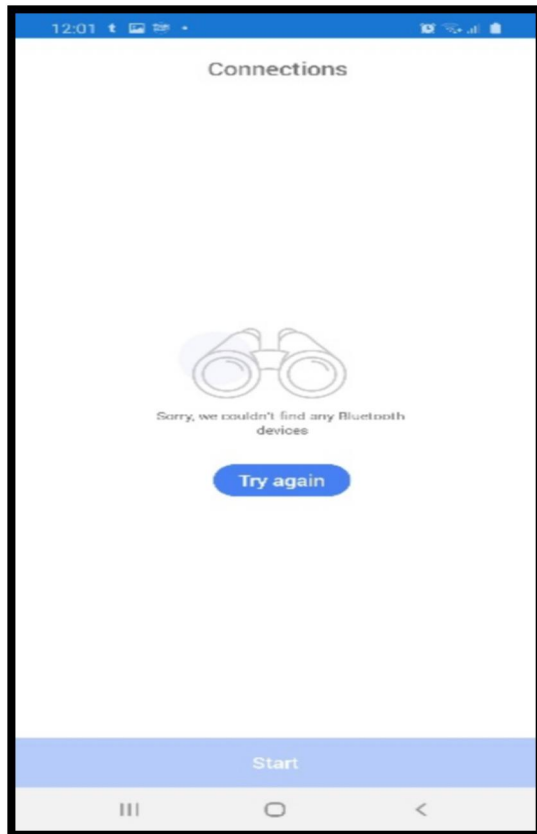 12:01
Connections
Sorry, we couldn't find any Bluetooth
devices
Try again
Start